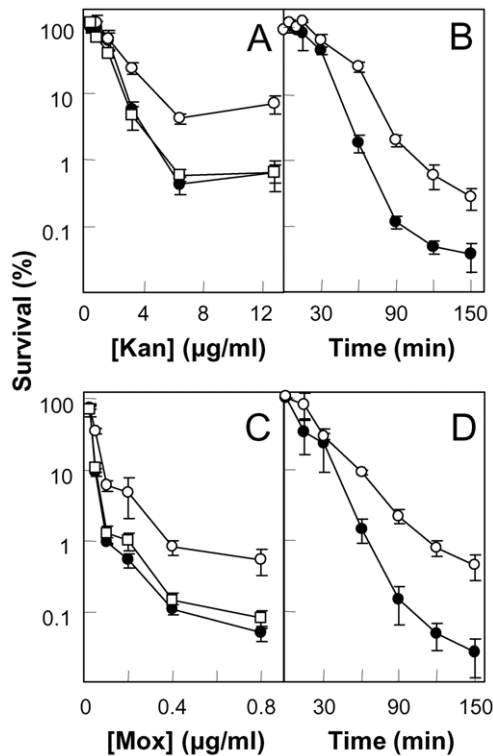 A
B
100
10
1
0.1
0
4
8
12
30
90
150
[Kan] (µg/ml)
Time (min)
Survival (%)
C
D
100
10
1
0.1
0
0.4
0.8
30
90
150
[Mox] (µg/ml)
Time (min)